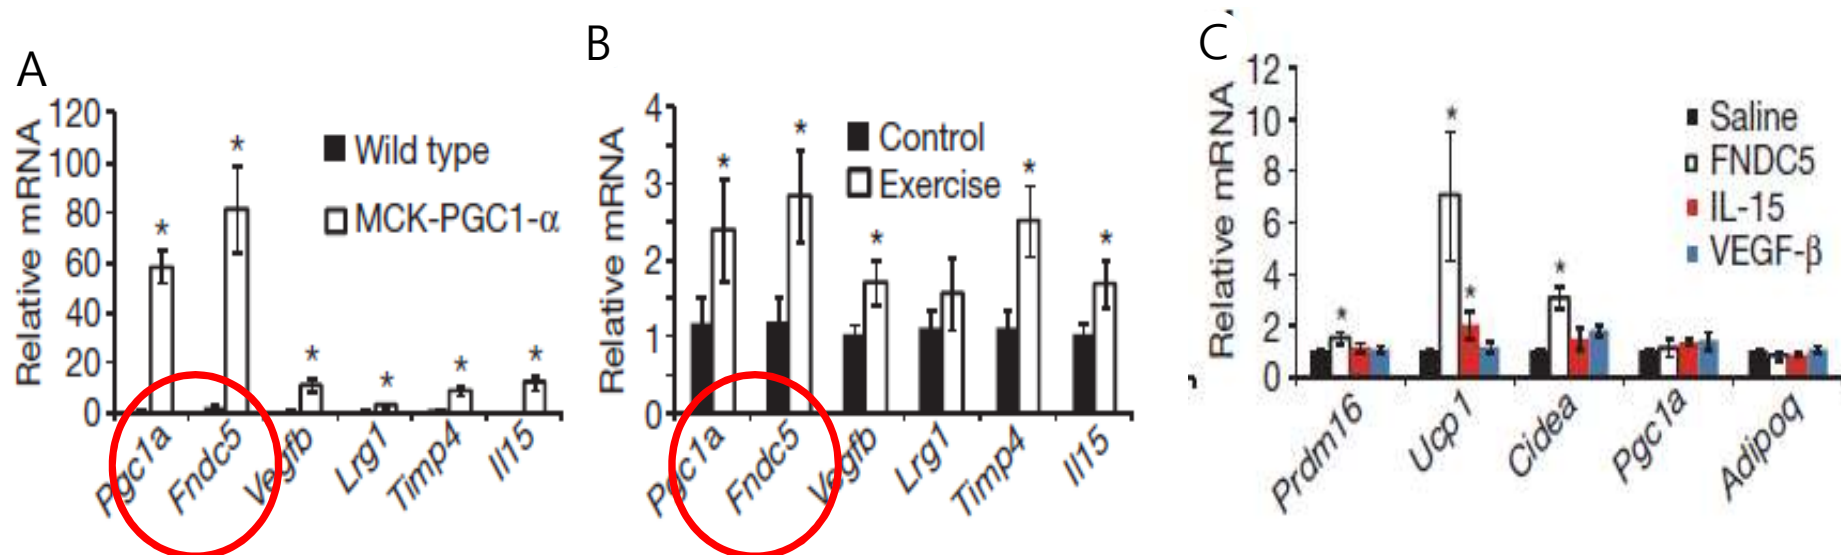 A
Relative mRNA
120
100
80
60
40
20
0
*
*
*
*
*
*
Wild type
MCK-PGC1-α
Pgc1a
Fndc5
Vegfb
Lrg1
Timp4
Il15
B
Relative mRNA
4
3
2
1
0
*
*
*
*
*
Control
Exercise
Pgc1a
Fndc5
Vegfb
Lrg1
Timp4
Il15
C
Relative mRNA
12
10
8
6
4
2
0
*
*
*
*
Saline
FNDC5
IL-15
VEGF-β
Prdm16
Ucp1
Cidea
Pgc1a
Adipoq